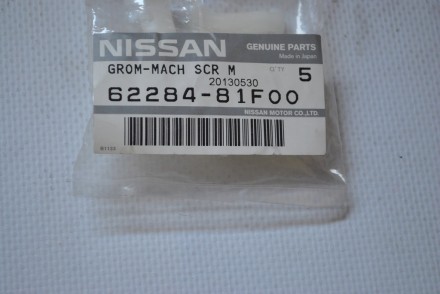 NISSAN
GENUINE PARTS
Made in Japan
GROM-MACH SCR M
Q'TY 5
20130530
62284-81F00
NISSAN MOTOR CO.,LTD.